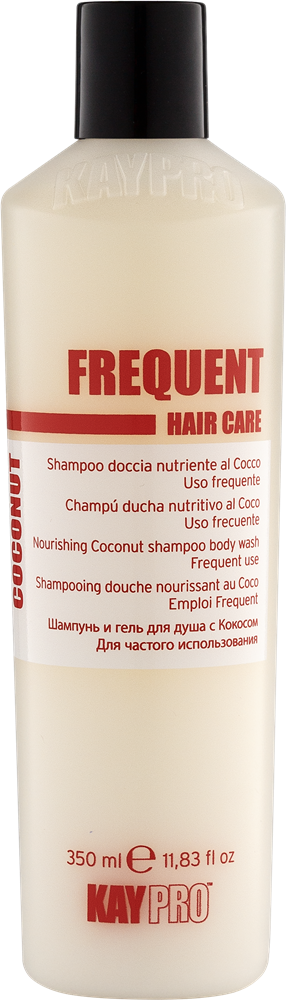 KAYPRO
FREQUENT
HAIR CARE
COCONUT
Shampoo doccia nutriente al Cocco
Uso frequente
Champú ducha nutritivo al Coco
Uso frecuente
Nourishing Coconut shampoo body wash
Frequent use
Shampooing douche nourissant au Coco
Emploi Frequent
Шампунь и гель для душа с Кокосом
Для частого использования
350 ml ℮ 11,83 fl oz
KAYPRO™